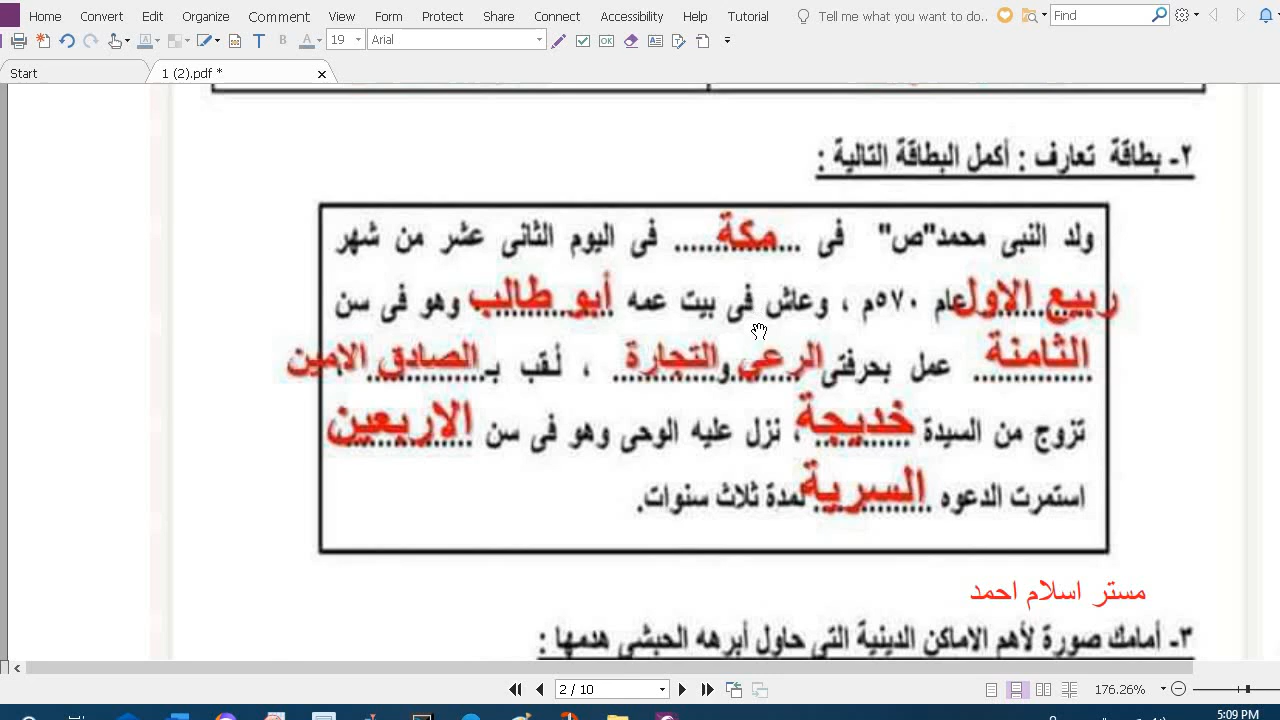 Home Convert Edit Organize Comment View Form Protect Share Connect Accessibility Help Tutorial Tell me what you want to do.. Find
19 Arial
Start 1 (2).pdf *
٢- بطاقة تعارف : أكمل البطاقة التالية :
ولد النبى محمد"ص" فى ...مكة... فى اليوم الثانى عشر من شهر
ربيع الاول عام ٥٧٠م ، وعاش فى بيت عمه أبو طالب وهو فى سن
الثامنة عمل بحرفتى الرعي و التجارة ، لُقب بـ الصادق الامين
تزوج من السيدة خديجة ، نزل عليه الوحى وهو فى سن الاربعين
استمرت الدعوه السرية لمدة ثلاث سنوات.
مستر اسلام احمد
٣- أمامك صورة لأهم الاماكن الدينية التى حاول أبرهه الحبشى هدمها :
2 / 10 176.26%
5:09 PM